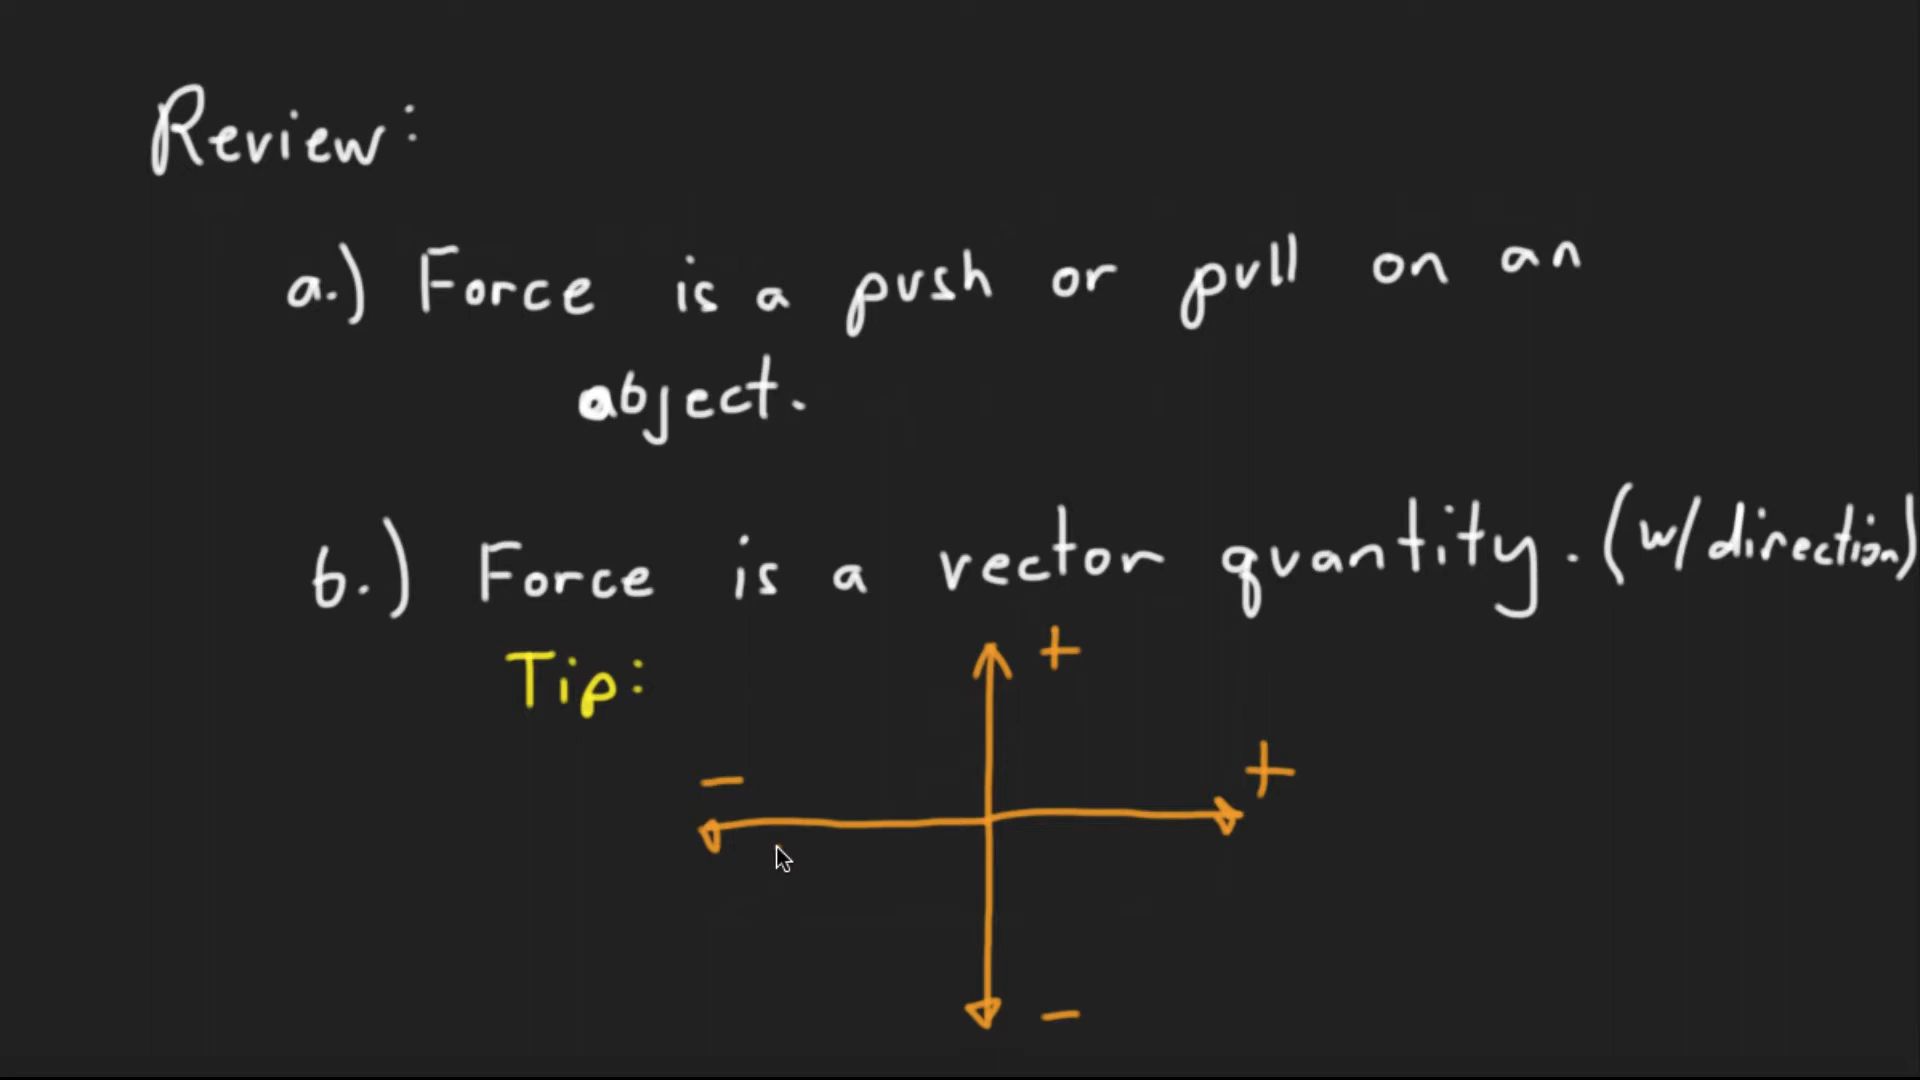 Review:
a.) Force is a push or pull on an
object.
b.) Force is a vector quantity. (w/direction)
Tip:
+
- +
-